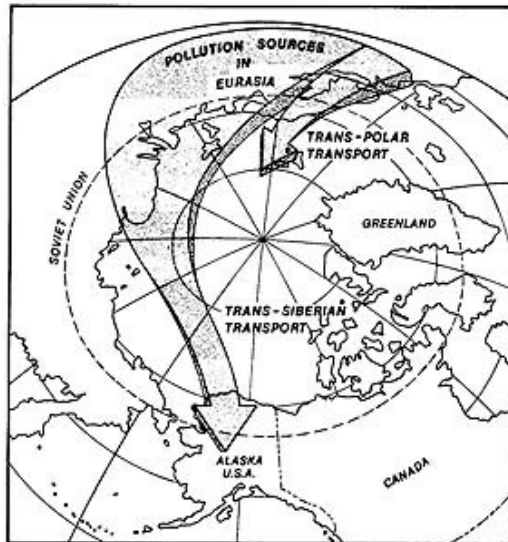 POLLUTION SOURCES
IN
EURASIA
TRANS-POLAR
TRANSPORT
SOVIET UNION
GREENLAND
TRANS-SIBERIAN
TRANSPORT
ALASKA
U.S.A.
CANADA